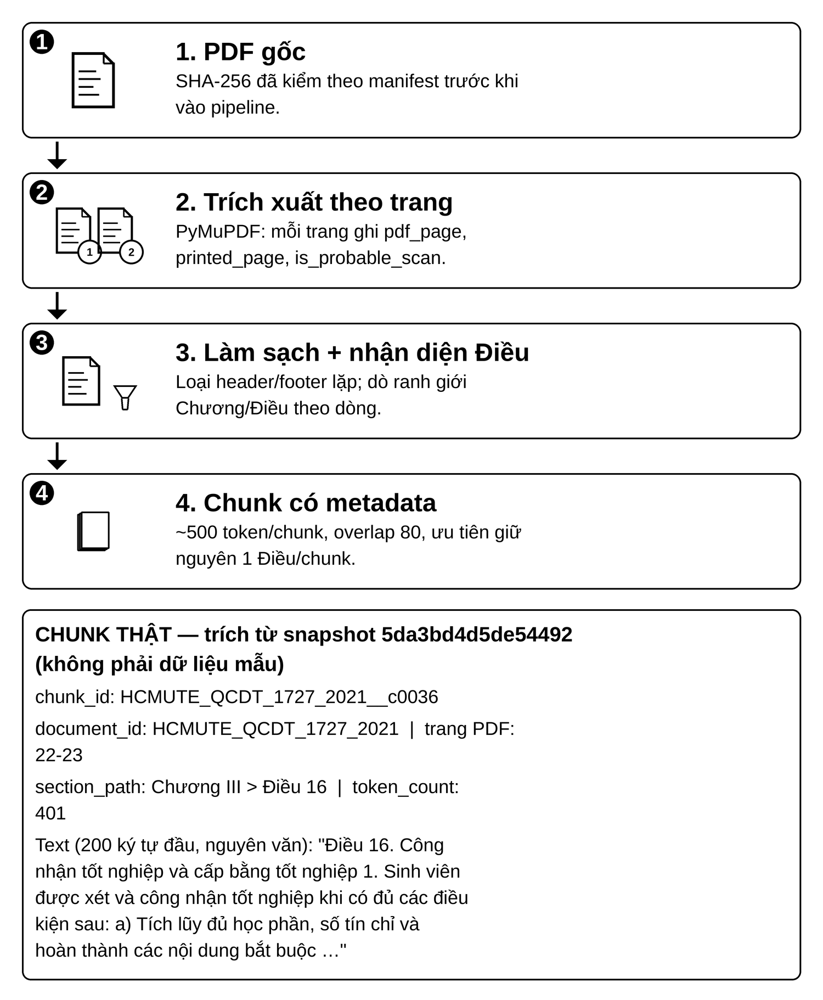 1
1. PDF gốc
SHA-256 đã kiểm theo manifest trước khi
vào pipeline.
2
1
2
2. Trích xuất theo trang
PyMuPDF: mỗi trang ghi pdf_page,
printed_page, is_probable_scan.
3
3. Làm sạch + nhận diện Điều
Loại header/footer lặp; dò ranh giới
Chương/Điều theo dòng.
4
4. Chunk có metadata
~500 token/chunk, overlap 80, ưu tiên giữ
nguyên 1 Điều/chunk.
CHUNK THẬT — trích từ snapshot 5da3bd4d5de54492
(không phải dữ liệu mẫu)
chunk_id: HCMUTE_QCDT_1727_2021__c0036
document_id: HCMUTE_QCDT_1727_2021 | trang PDF:
22-23
section_path: Chương III > Điều 16 | token_count:
401
Text (200 ký tự đầu, nguyên văn): "Điều 16. Công
nhận tốt nghiệp và cấp bằng tốt nghiệp 1. Sinh viên
được xét và công nhận tốt nghiệp khi có đủ các điều
kiện sau: a) Tích lũy đủ học phần, số tín chỉ và
hoàn thành các nội dung bắt buộc …"